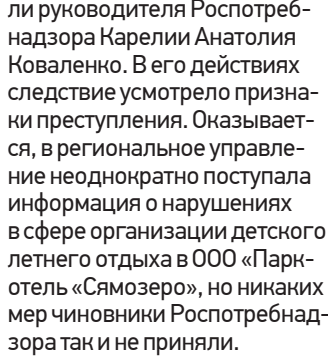 ли руководителя Роспотреб-
надзора Карелии Анатолия
Коваленко. В его действиях
следствие усмотрело призна-
ки преступления. Оказывает-
ся, в региональное управле-
ние неоднократно поступала
информация о нарушениях
в сфере организации детского
летнего отдыха в ООО «Парк-
отель «Сямозеро», но никаких
мер чиновники Роспотребнад-
зора так и не приняли.